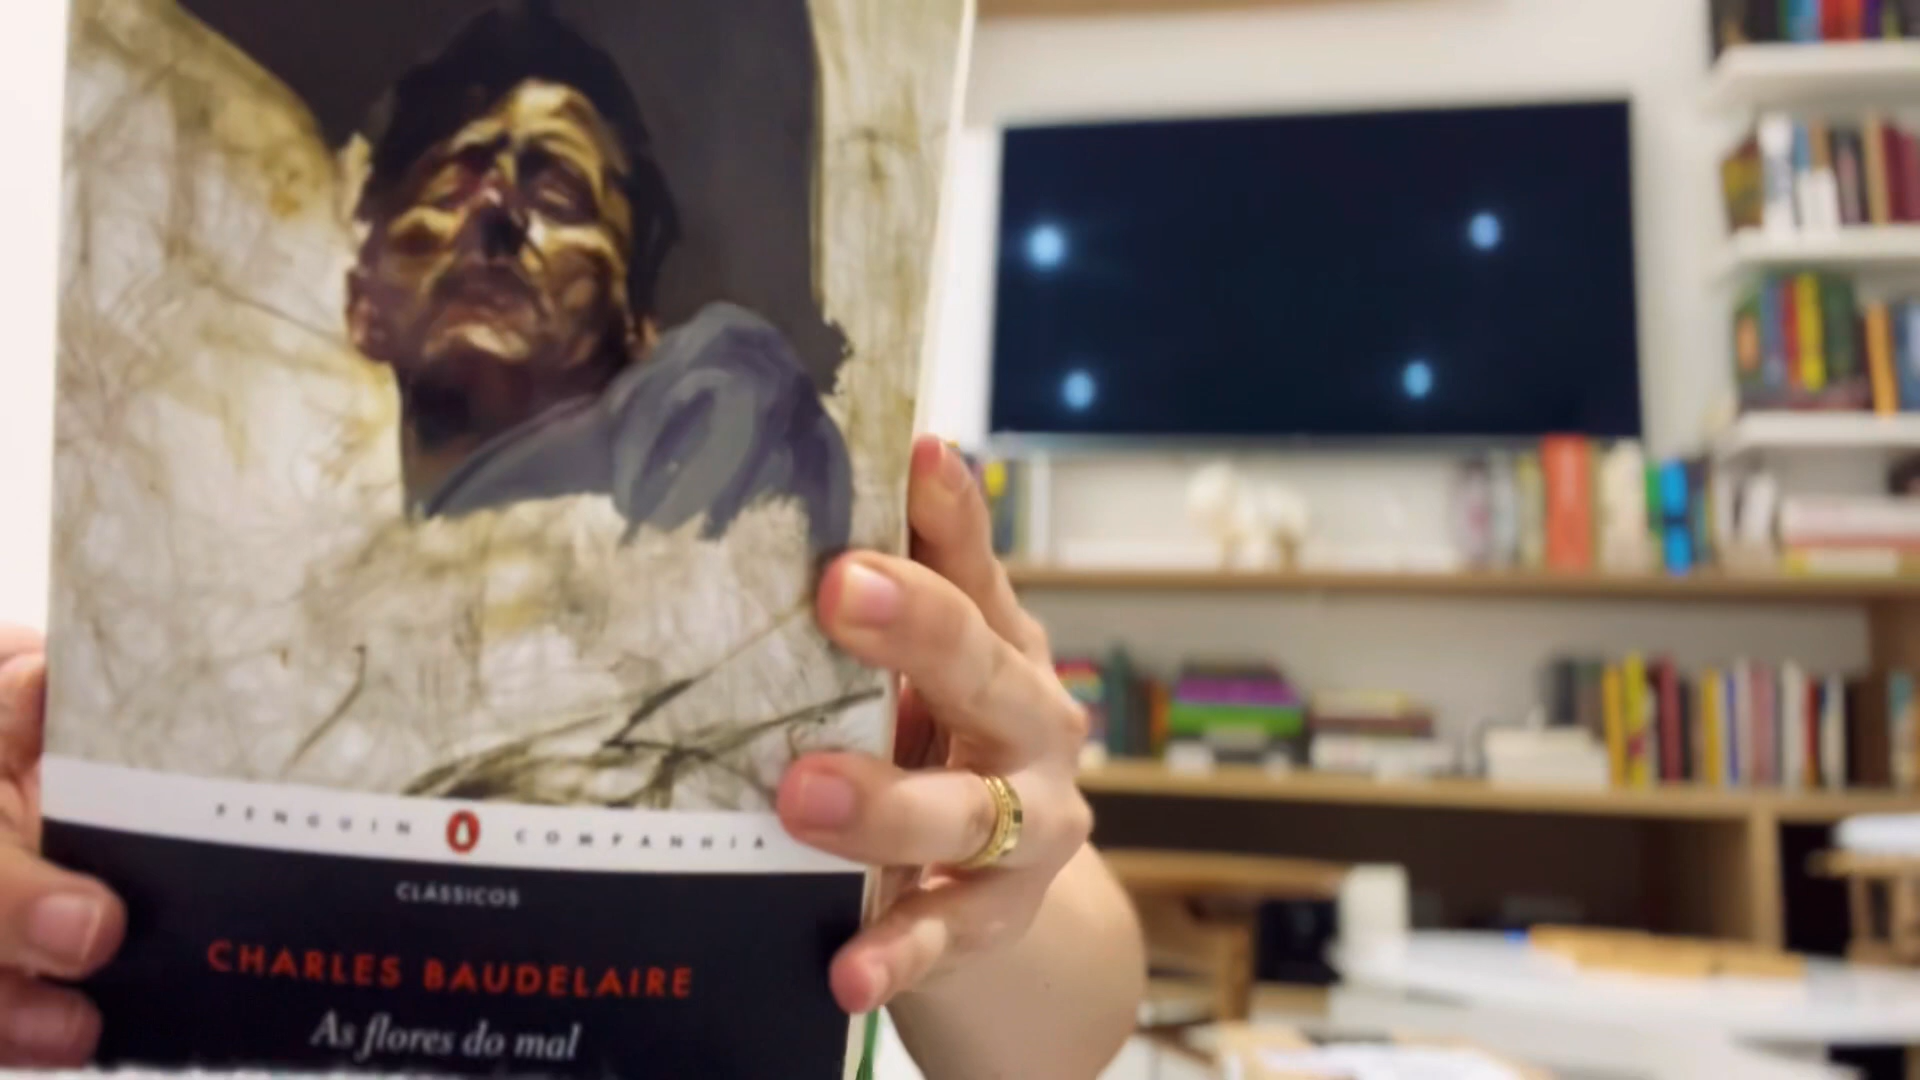 PENGUIN COMPANHIA
CLÁSSICOS
CHARLES BAUDELAIRE
As flores do mal